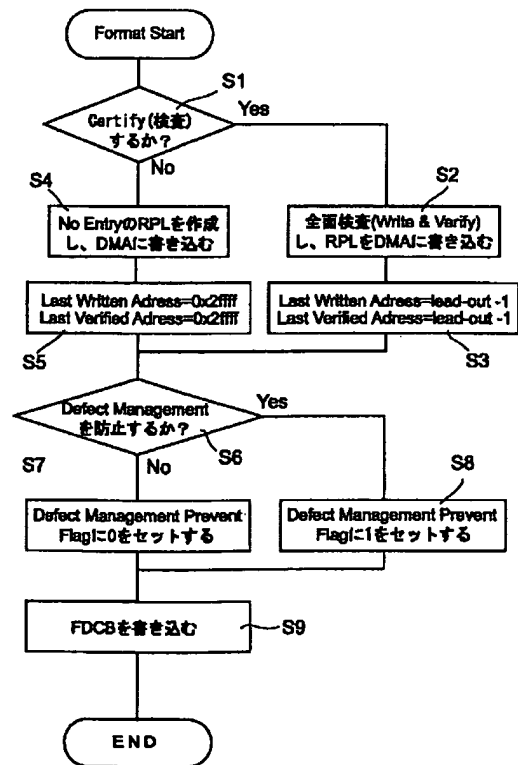 Format Start
S1
Certify(検査)
するか？
Yes
No
S4
No EntryのRPLを作成
し、DMAに書き込む
S2
全面検査(Write & Verify)
し、RPLをDMAに書き込む
Last Written Adress=0x2ffff
Last Verified Adress=0x2ffff
S5
Last Written Adress=lead-out -1
Last Verified Adress=lead-out -1
S3
Defect Management
を防止するか？
Yes
S6
No
S7
Defect Management Prevent
Flagに0をセットする
S8
Defect Management Prevent
Flagに1をセットする
FDCBを書き込む
S9
END